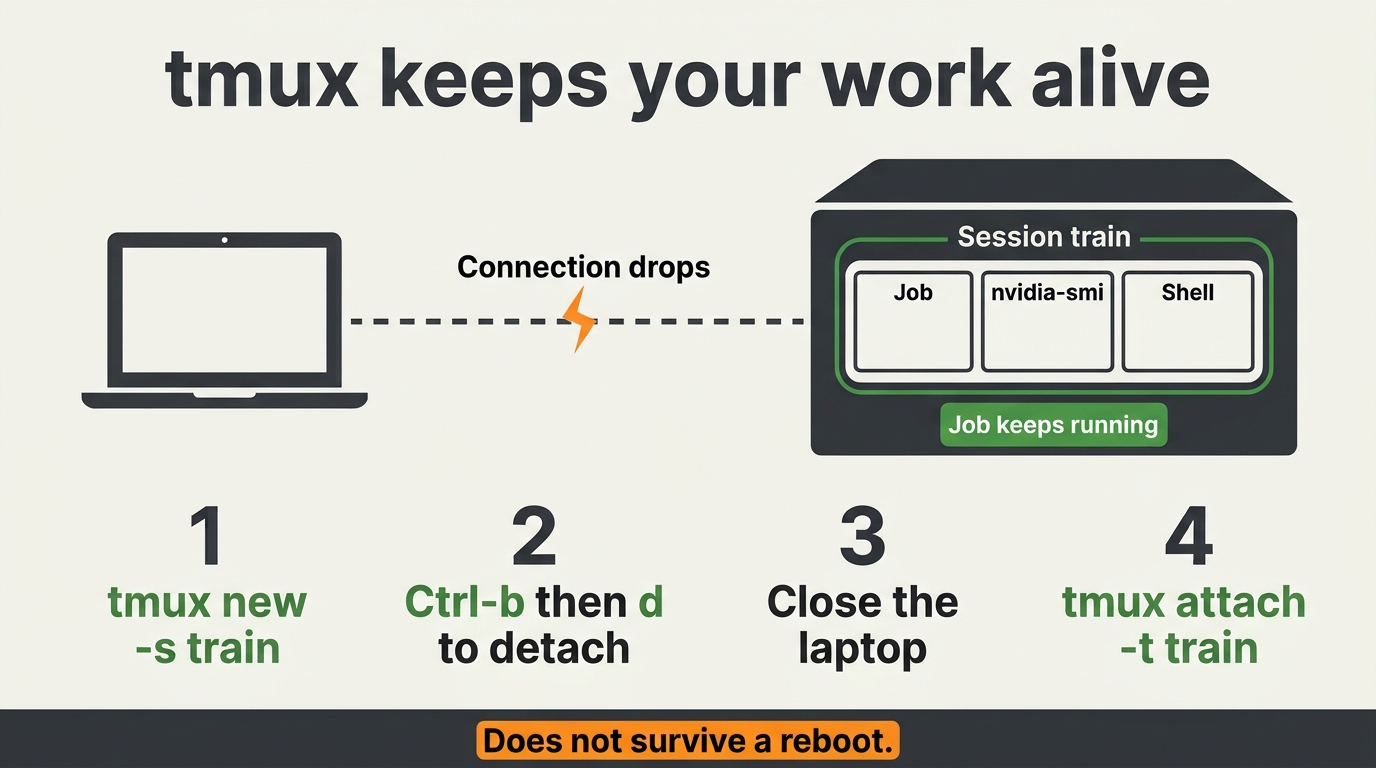 tmux keeps your work alive
Connection drops
Session train
Job
nvidia-smi
Shell
Job keeps running
1
tmux new
-s train
2
Ctrl-b then d
to detach
3
Close the
laptop
4
tmux attach
-t train
Does not survive a reboot.